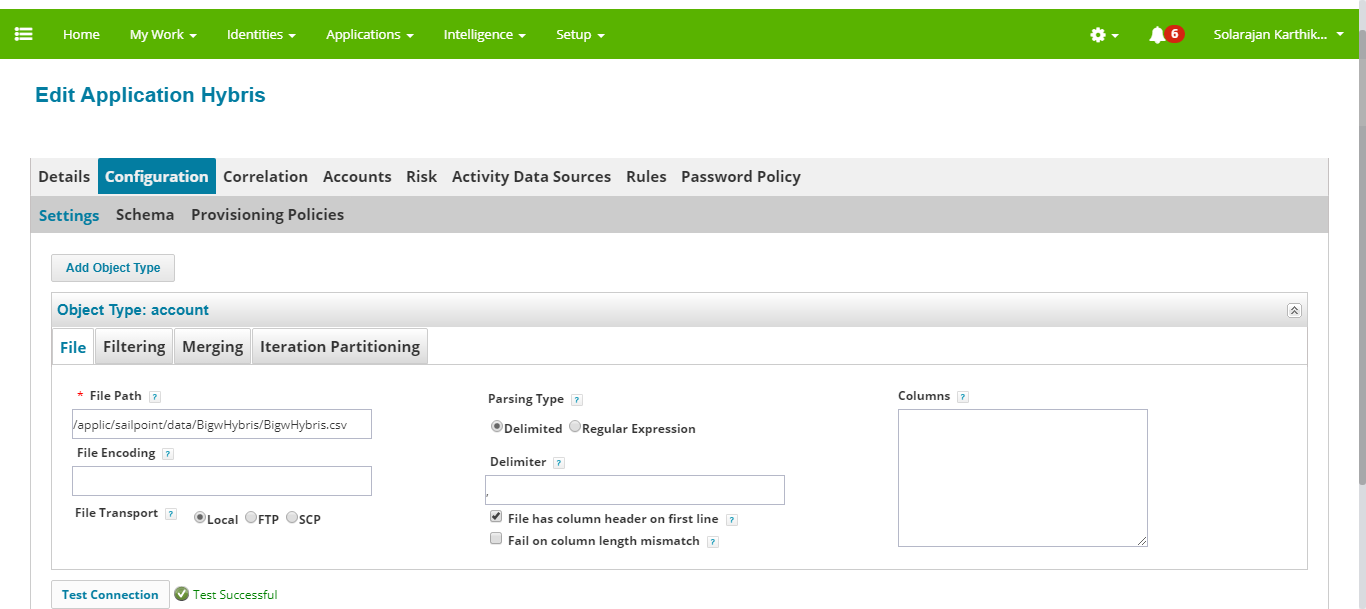 Home My Work Identities Applications Intelligence Setup 6 Solarajan Karthik...
Edit Application Hybris
Details Configuration Correlation Accounts Risk Activity Data Sources Rules Password Policy
Settings Schema Provisioning Policies
Add Object Type
Object Type: account
File Filtering Merging Iteration Partitioning
* File Path ?
/applic/sailpoint/data/BigwHybris/BigwHybris.csv
File Encoding ?
File Transport ? Local FTP SCP
Parsing Type ?
Delimited Regular Expression
Delimiter ?
,
File has column header on first line ?
Fail on column length mismatch ?
Columns ?
Test Connection Test Successful